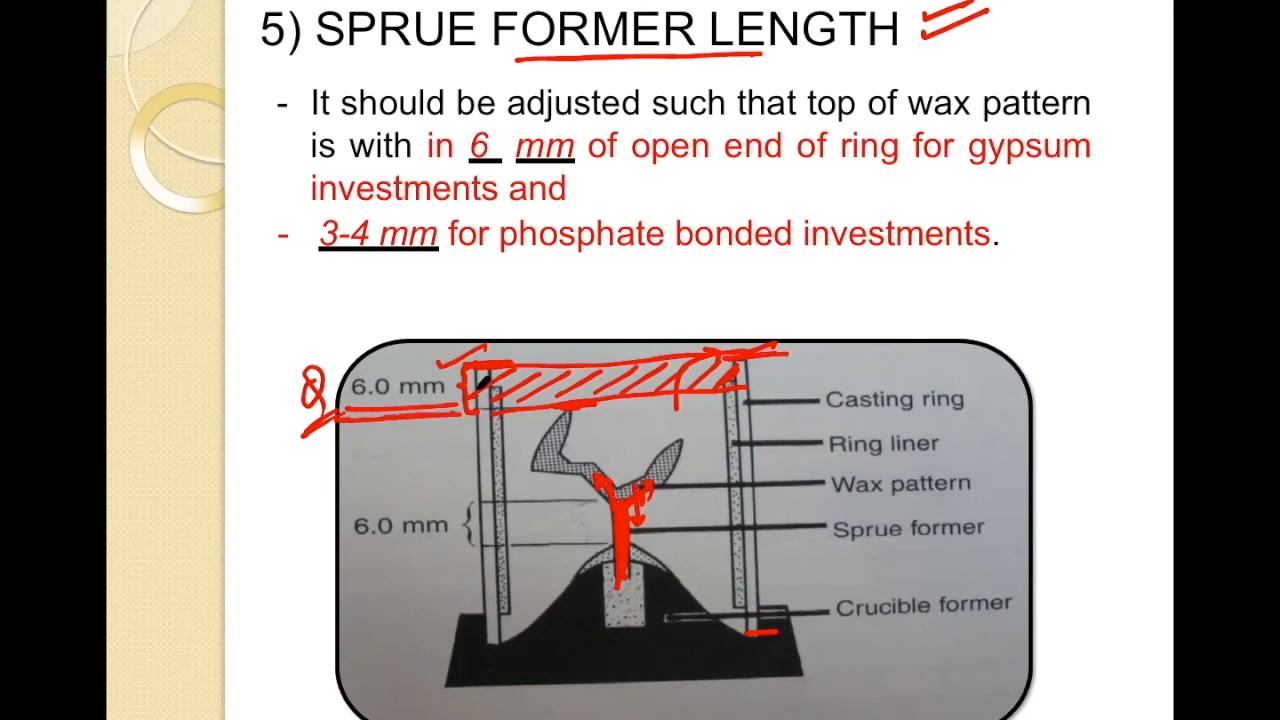 5) SPRUE FORMER LENGTH
- It should be adjusted such that top of wax pattern
is with in 6 mm of open end of ring for gypsum
investments and
- 3-4 mm for phosphate bonded investments.
Q
6.0 mm
Casting ring
Ring liner
Wax pattern
6.0 mm
Sprue former
Crucible former